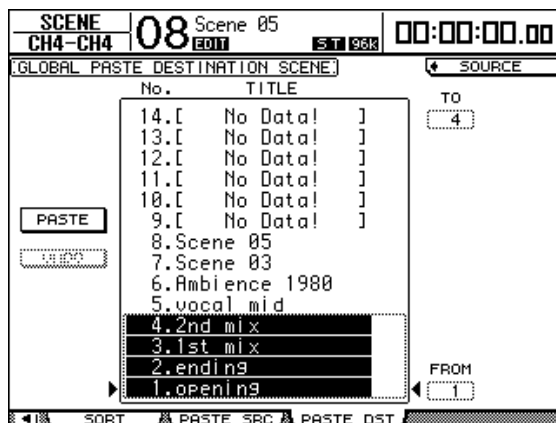 SCENE
CH4-CH4
08 Scene 05
EDIT
ST 96k
00:00:00.00
GLOBAL PASTE DESTINATION SCENE
SOURCE
No. TITLE
14.[ No Data! ]
13.[ No Data! ]
12.[ No Data! ]
11.[ No Data! ]
10.[ No Data! ]
9.[ No Data! ]
8.Scene 05
7.Scene 03
6.Ambience 1980
5.vocal mid
4.2nd mix
3.1st mix
2.ending
1.opening
TO
4
PASTE
UNDO
FROM
1
SORT
PASTE SRC
PASTE DST